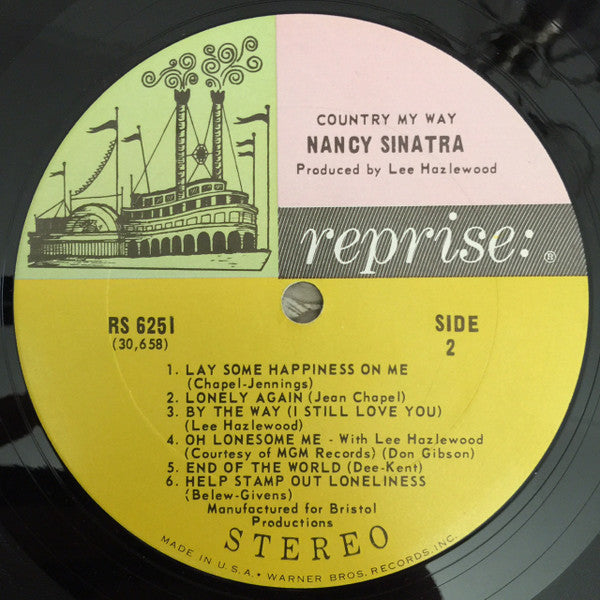 COUNTRY MY WAY
NANCY SINATRA
Produced by Lee Hazlewood
reprise: ®
RS 6251
(30,658)
SIDE
2
1. LAY SOME HAPPINESS ON ME
(Chapel-Jennings)
2. LONELY AGAIN (Jean Chapel)
3. BY THE WAY (I STILL LOVE YOU)
(Lee Hazlewood)
4. OH LONESOME ME - With Lee Hazlewood
(Courtesy of MGM Records) (Don Gibson)
5. END OF THE WORLD (Dee-Kent)
6. HELP STAMP OUT LONELINESS
(Belew-Givens)
Manufactured for Bristol
Productions
STEREO
MADE IN U.S.A. • WARNER BROS. RECORDS, INC.